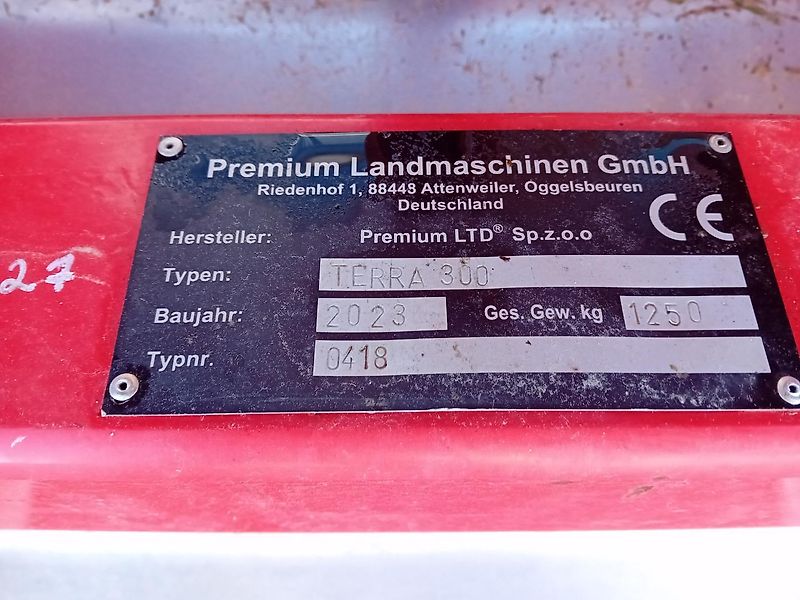 Premium Landmaschinen GmbH
Riedenhof 1, 88448 Attenweiler, Oggelsbeuren
Deutschland
CE
Hersteller: Premium LTD® Sp.z.o.o
Typen: TERRA 300
Baujahr: 2023 Ges. Gew. kg 1250
Typnr. 0418
27